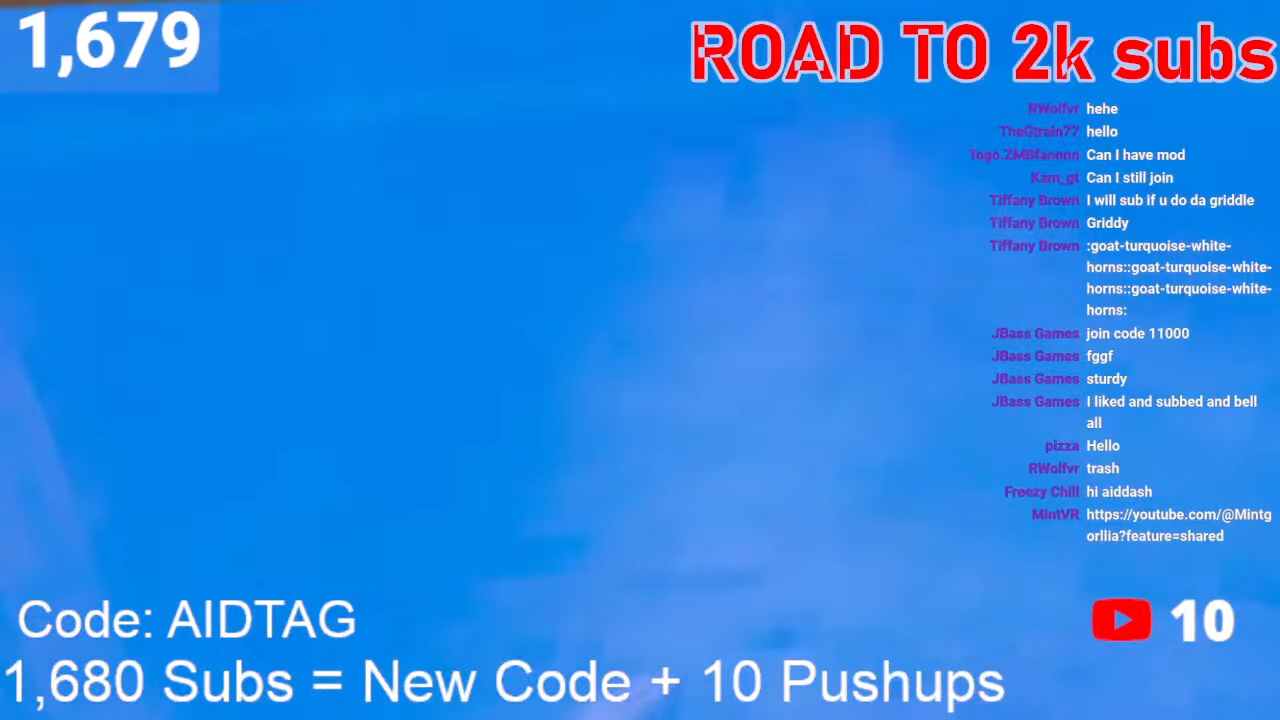 1,679
ROAD TO 2k subs
RWolfvr hehe
TheGtrain77 hello
Togo.ZMBfannnn Can I have mod
Kam_gt Can I still join
Tiffany Brown I will sub if u do da griddle
Tiffany Brown Griddy
Tiffany Brown :goat-turquoise-white-
horns::goat-turquoise-white-
horns::goat-turquoise-white-
horns:
JBass Games join code 11000
JBass Games fggf
JBass Games sturdy
JBass Games I liked and subbed and bell
all
pizza Hello
RWolfvr trash
Freezy Chill hi aiddash
MintVR https://youtube.com/@Mintg
orllia?feature=shared
Code: AIDTAG
10
1,680 Subs = New Code + 10 Pushups